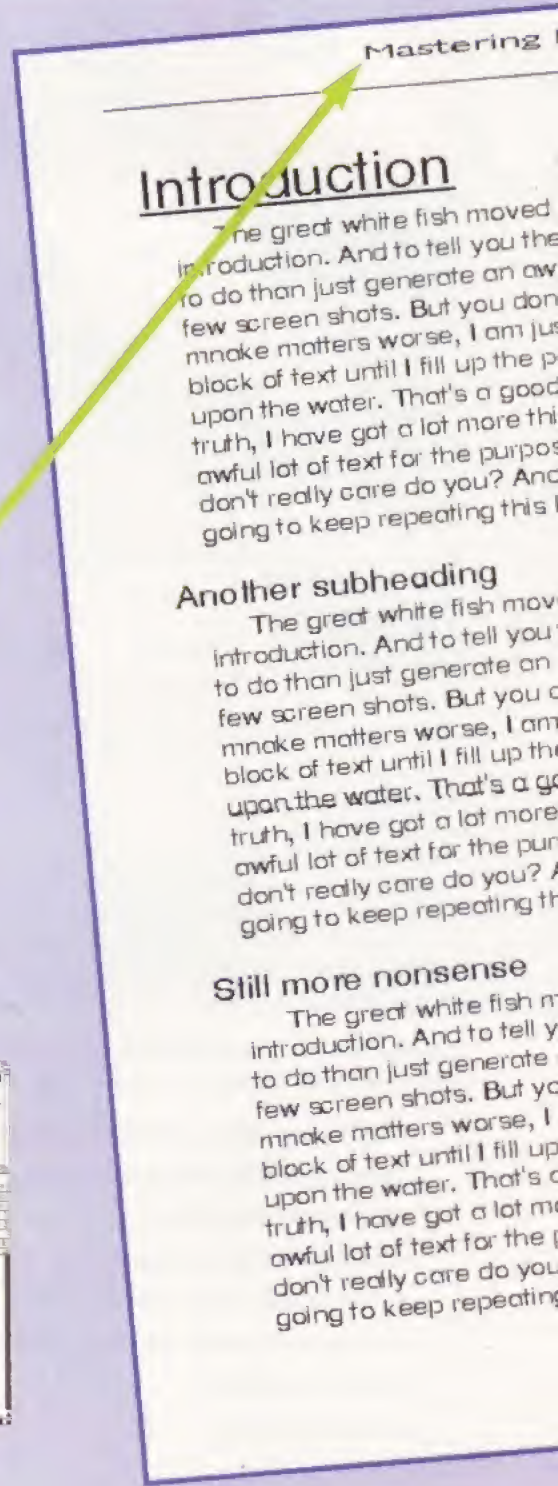 Mastering
Introduction
The great white fish moved
introduction. And to tell you the
to do than just generate an aw
few screen shots. But you don
mnake matters worse, I am jus
block of text until I fill up the p
upon the water. That's a good
truth, I have got a lot more thi
awful lot of text for the purpos
don't really care do you? And
going to keep repeating this
Another subheading
The great white fish mov
introduction. And to tell you
to do than just generate an
few screen shots. But you
mnake matters worse, I am
block of text until I fill up the
upon the water. That's a go
truth, I have got a lot more
awful lot of text for the pur
don't really care do you? A
going to keep repeating th
Still more nonsense
The great white fish m
introduction. And to tell y
to do than just generate
few screen shots. But yo
mnake matters worse, I
block of text until I fill up
upon the water. That's
truth, I have got a lot mo
awful lot of text for the
don't really care do you
going to keep repeating